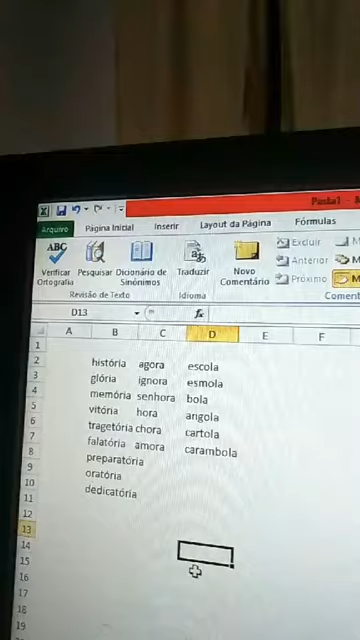 Pasta1 - M
Arquivo Página Inicial Inserir Layout da Página Fórmulas
ABC
Verificar Ortografia
Pesquisar
Dicionário de Sinônimos
Traduzir
Novo Comentário
Excluir
Anterior
Próximo
M
M
M
Revisão de Texto Idioma Coment
D13 fx
A B C D E F
1
2 história agora escola
3 glória ignora esmola
4 memória senhora bola
5 vitória hora angola
6 tragetória chora cartola
7 falatória amora carambola
8 preparatória
9 oratória
10 dedicatória
11
12
13
14
15
16
17
18